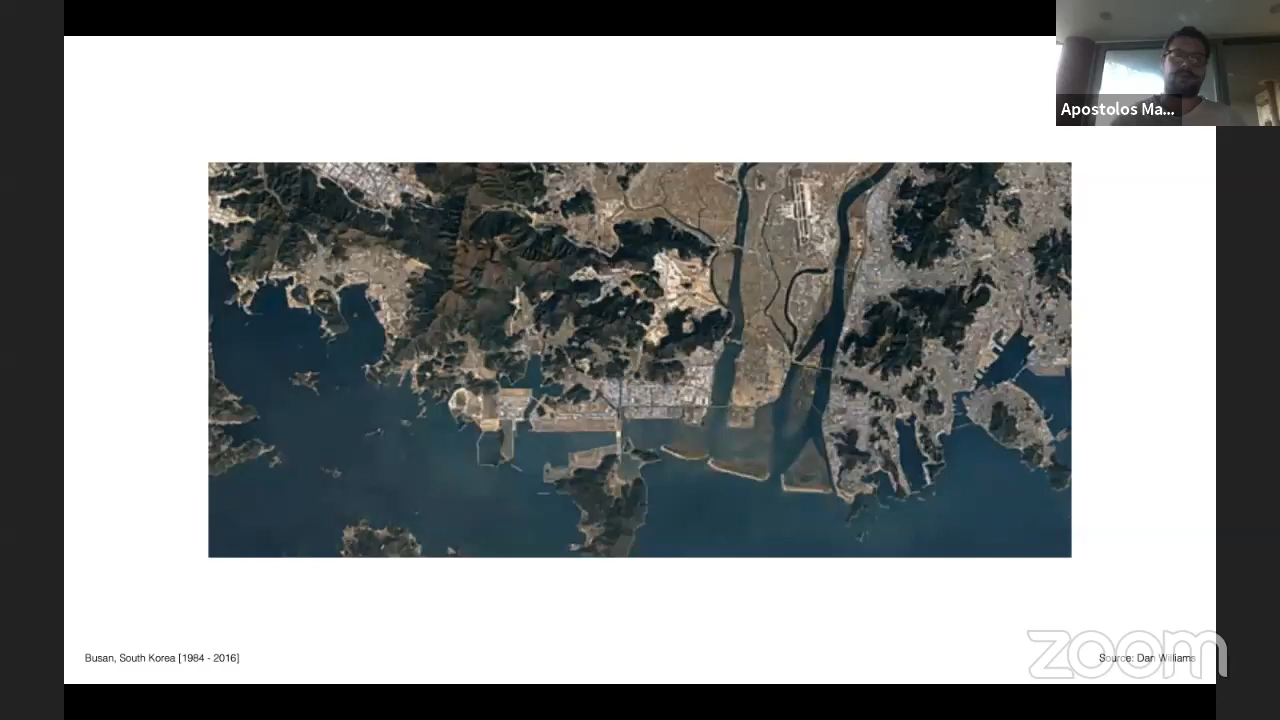 Apostolos Ma...
Busan, South Korea [1984 - 2016]
Source: Dan Williams
zoom